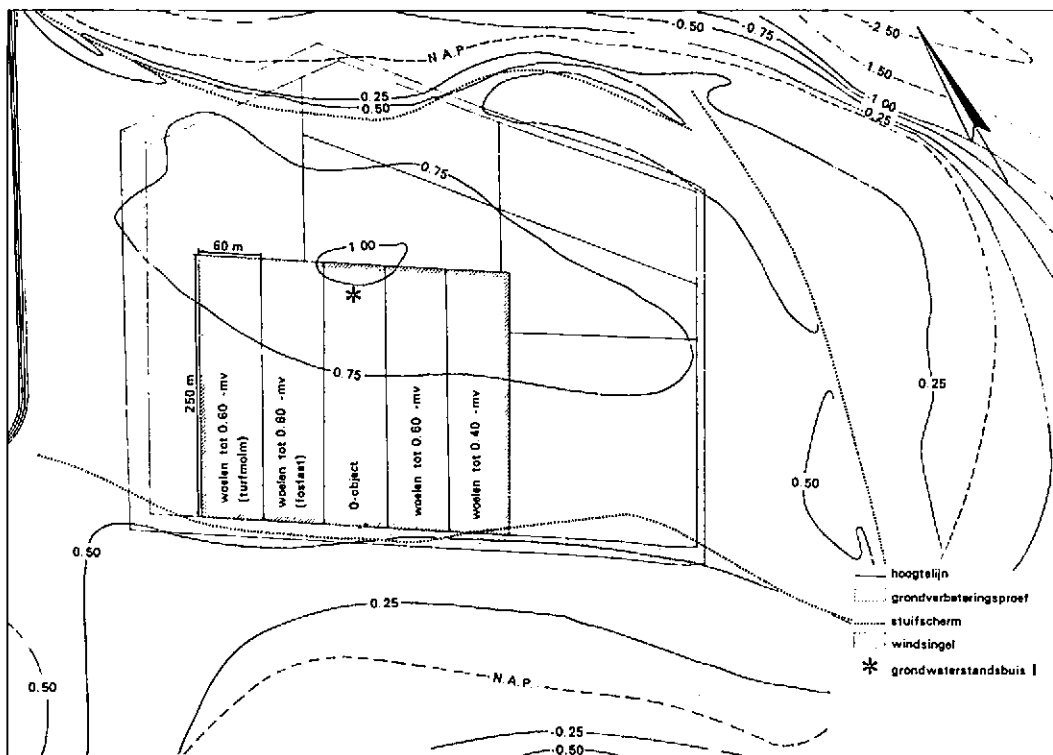 -0.50
-0.75
-2.50
N.A.P.
1.50
1 00
0.25
0.25
0.50
0.75
1 00
60 m
0.75
250 m
woelen tot 0.60 -mv
(turfmolm)
woelen tot 0.60 -mv
(fosfaat)
0-object
woelen tot 0.60 -mv
woelen tot 0.40 -mv
0.25
0.50
0.50
0.25
0.50
N.A.P.
-0.25
-0.50
hoogtelijn
grondverbeteringsproef
stuifscherm
windsingel
grondwaterstandsbuis I